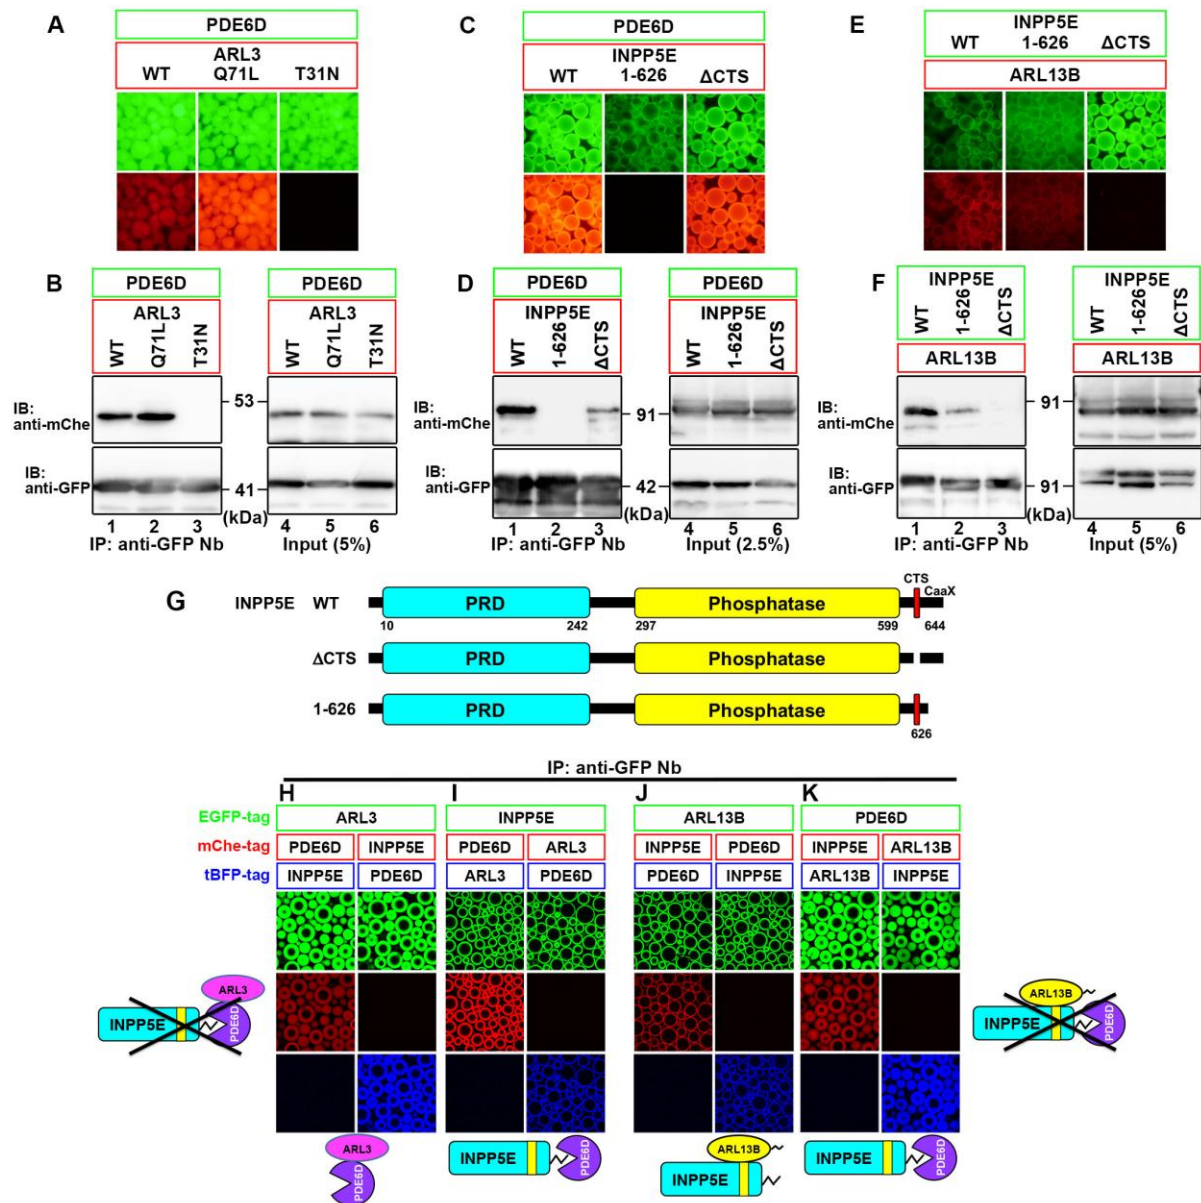 A
PDE6D
ARL3
WT Q71L T31N
C
PDE6D
INPP5E
WT 1-626 ΔCTS
E
INPP5E
WT 1-626 ΔCTS
ARL13B
B
PDE6D
ARL3
WT Q71L T31N
PDE6D
ARL3
WT Q71L T31N
IB:
anti-mChe
53
IB:
anti-GFP
41
(kDa)
1 2 3 4 5 6
IP: anti-GFP Nb Input (5%)
D
PDE6D
INPP5E
WT 1-626 ΔCTS
PDE6D
INPP5E
WT 1-626 ΔCTS
IB:
anti-mChe
91
IB:
anti-GFP
42
(kDa)
1 2 3 4 5 6
IP: anti-GFP Nb Input (2.5%)
F
INPP5E
WT 1-626 ΔCTS
ARL13B
INPP5E
WT 1-626 ΔCTS
ARL13B
IB:
anti-mChe
91
IB:
anti-GFP
91
(kDa)
1 2 3 4 5 6
IP: anti-GFP Nb Input (5%)
G
CTS
CaaX
INPP5E WT PRD Phosphatase
10 242 297 599 644
ΔCTS PRD Phosphatase
1-626 PRD Phosphatase
626
IP: anti-GFP Nb
H I J K
EGFP-tag ARL3 INPP5E ARL13B PDE6D
mChe-tag PDE6D INPP5E PDE6D ARL3 INPP5E PDE6D INPP5E ARL13B
tBFP-tag INPP5E PDE6D ARL3 PDE6D PDE6D INPP5E ARL13B INPP5E
ARL3
INPP5E
PDE6D
ARL13B
INPP5E
PDE6D
ARL3
PDE6D
INPP5E
PDE6D
ARL13B
INPP5E
INPP5E
PDE6D